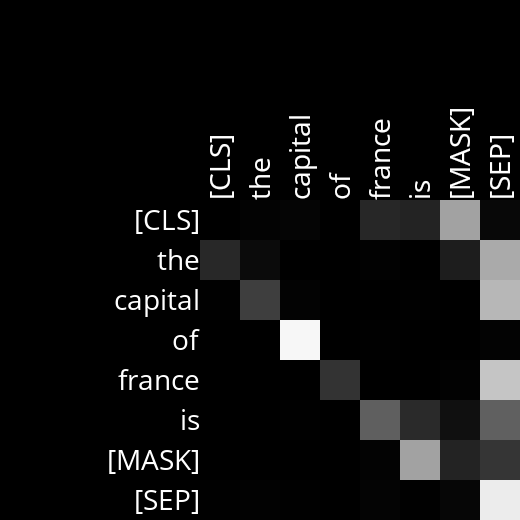 [CLS]
the
capital
of
france
is
[MASK]
[SEP]
[CLS]
the
capital
of
france
is
[MASK]
[SEP]